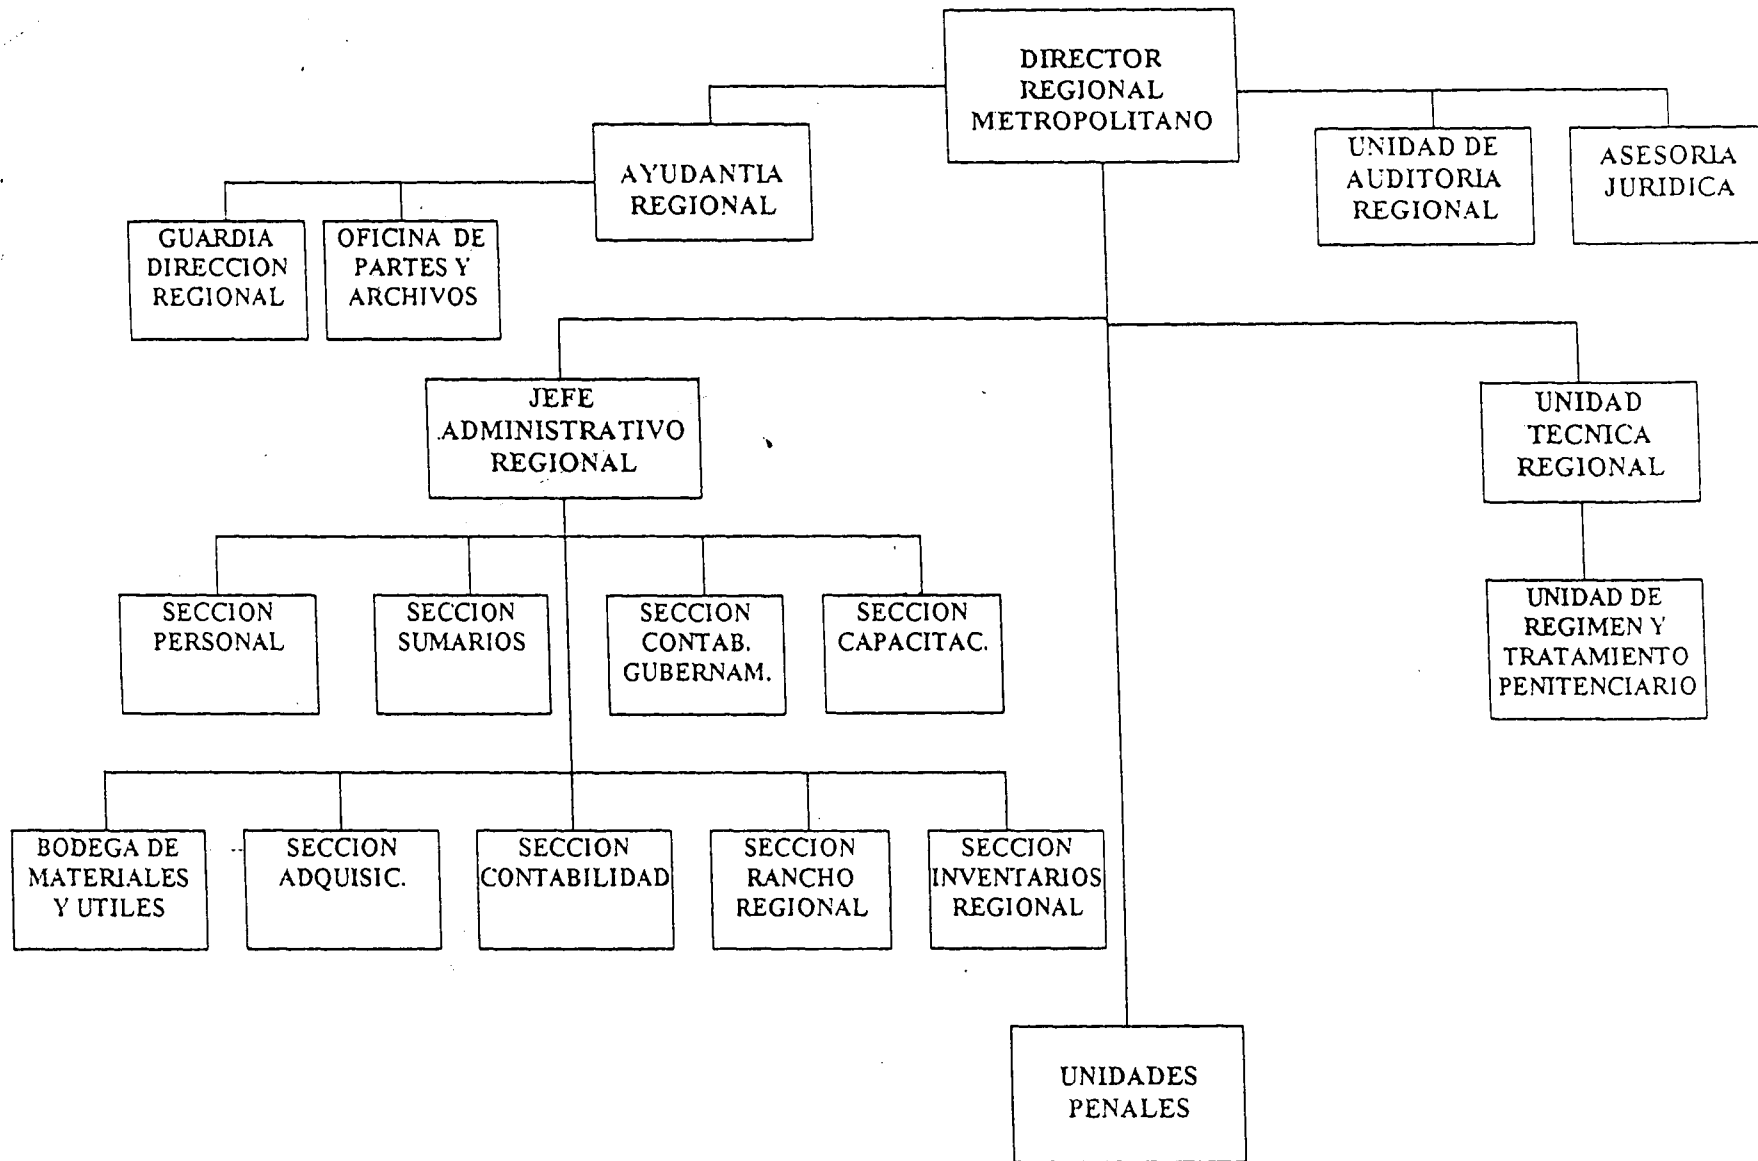 DIRECTOR
REGIONAL
METROPOLITANO
AYUDANTIA
REGIONAL
UNIDAD DE
AUDITORIA
REGIONAL
ASESORIA
JURIDICA
GUARDIA
DIRECCION
REGIONAL
OFICINA DE
PARTES Y
ARCHIVOS
JEFE
ADMINISTRATIVO
REGIONAL
UNIDAD
TECNICA
REGIONAL
SECCION
PERSONAL
SECCION
SUMARIOS
SECCION
CONTAB.
GUBERNAM.
SECCION
CAPACITAC.
UNIDAD DE
REGIMEN Y
TRATAMIENTO
PENITENCIARIO
BODEGA DE
MATERIALES
Y UTILES
SECCION
ADQUISIC.
SECCION
CONTABILIDAD
SECCION
RANCHO
REGIONAL
SECCION
INVENTARIOS
REGIONAL
UNIDADES
PENALES